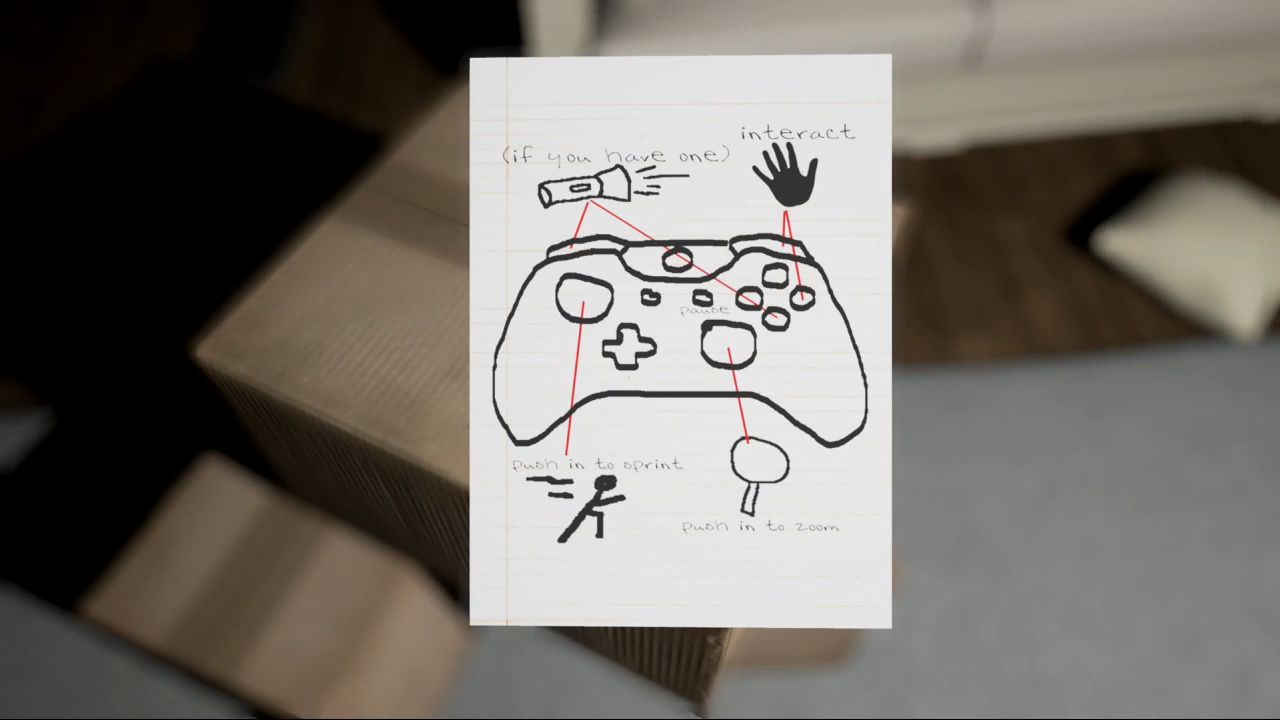 interact
(if you have one)
pause
push in to sprint
push in to zoom